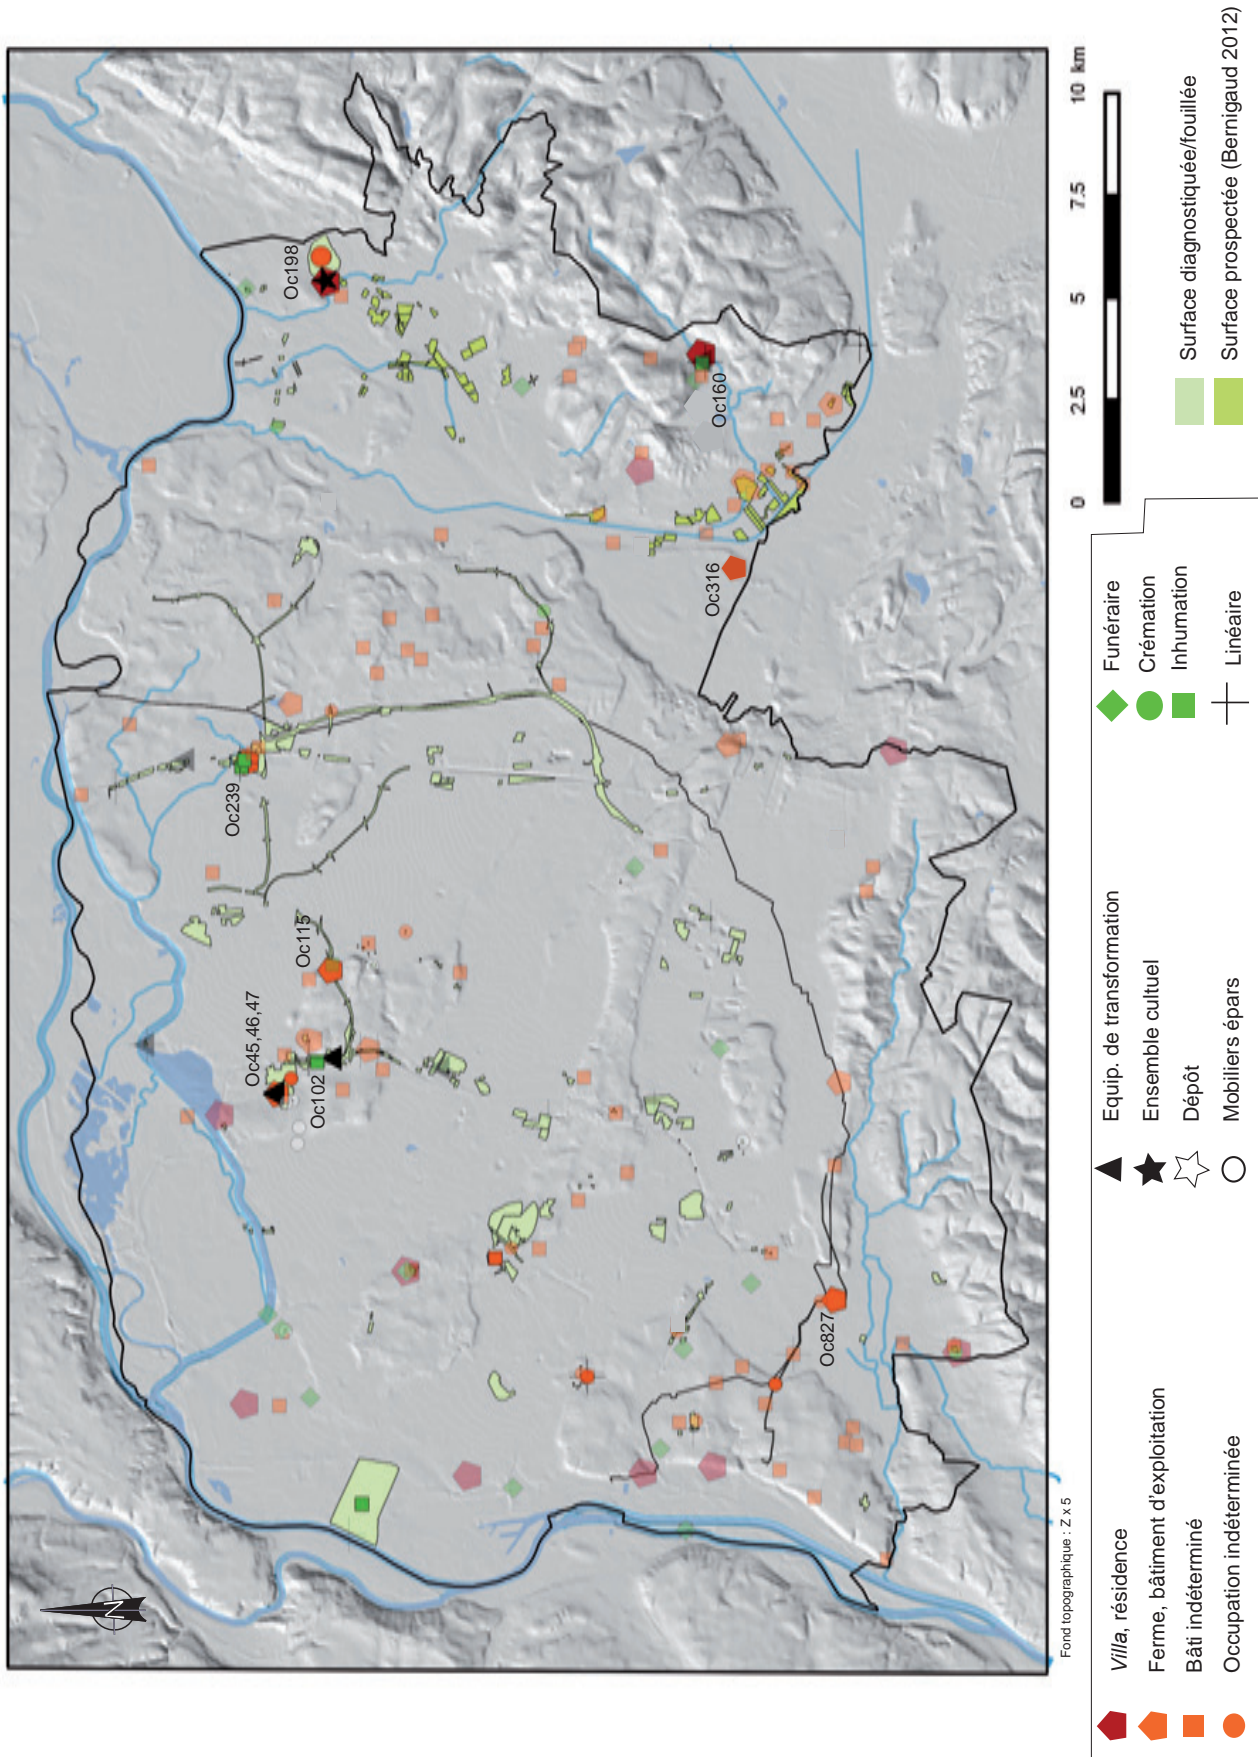 N
Oc198
Oc160
Oc316
Oc239
Oc115
Oc45,46,47
Oc102
Oc827
Fond topographique : Z x 5
0 2.5 5 7.5 10 km
Villa, résidence
Ferme, bâtiment d'exploitation
Bâti indéterminé
Occupation indéterminée
Equip. de transformation
Ensemble cultuel
Dépôt
Mobiliers épars
Funéraire
Crémation
Inhumation
Linéaire
Surface diagnostiquée/fouillée
Surface prospectée (Bernigaud 2012)